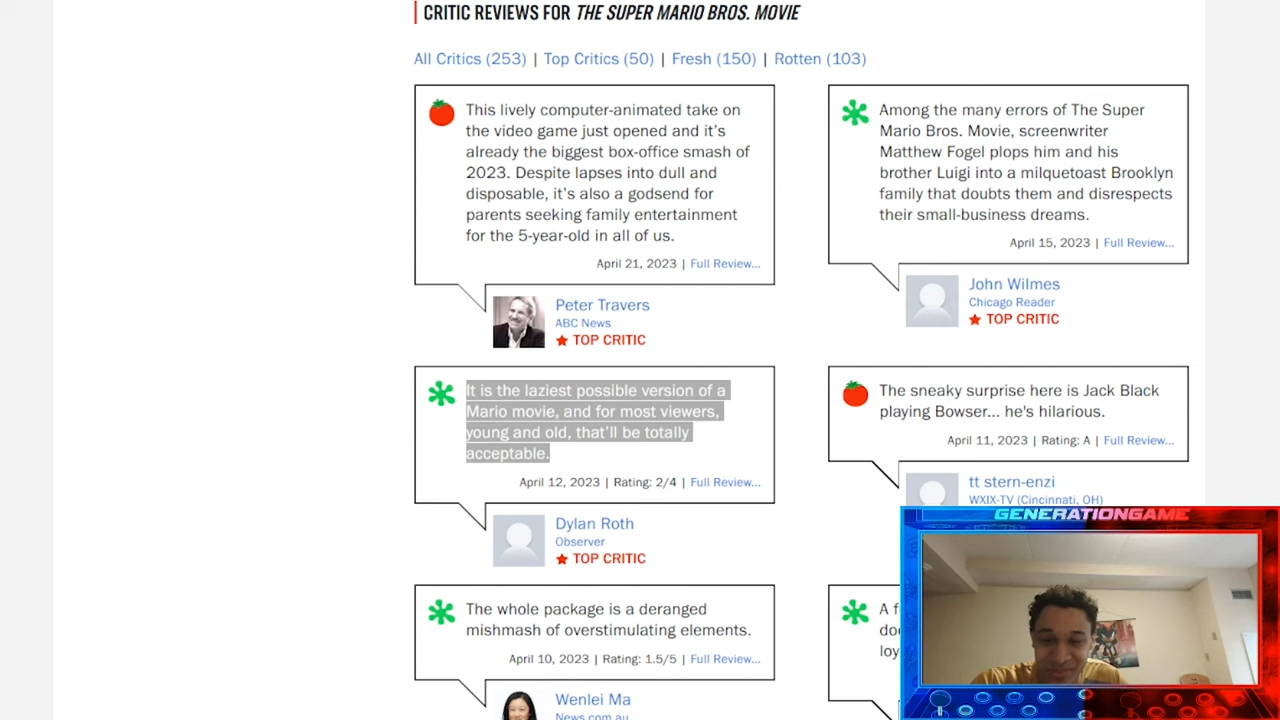 CRITIC REVIEWS FOR THE SUPER MARIO BROS. MOVIE
All Critics (253) | Top Critics (50) | Fresh (150) | Rotten (103)
This lively computer-animated take on
the video game just opened and it's
already the biggest box-office smash of
2023. Despite lapses into dull and
disposable, it's also a godsend for
parents seeking family entertainment
for the 5-year-old in all of us.
April 21, 2023 | Full Review...
Peter Travers
ABC News
TOP CRITIC
Among the many errors of The Super
Mario Bros. Movie, screenwriter
Matthew Fogel plops him and his
brother Luigi into a milquetoast Brooklyn
family that doubts them and disrespects
their small-business dreams.
April 15, 2023 | Full Review...
John Wilmes
Chicago Reader
TOP CRITIC
It is the laziest possible version of a
Mario movie, and for most viewers,
young and old, that'll be totally
acceptable.
April 12, 2023 | Rating: 2/4 | Full Review...
Dylan Roth
Observer
TOP CRITIC
The sneaky surprise here is Jack Black
playing Bowser... he's hilarious.
April 11, 2023 | Rating: A | Full Review...
tt stern-enzi
WXIX-TV (Cincinnati, OH)
The whole package is a deranged
mishmash of overstimulating elements.
April 10, 2023 | Rating: 1.5/5 | Full Review...
Wenlei Ma
News.com.au
A
GENERATIONGAME